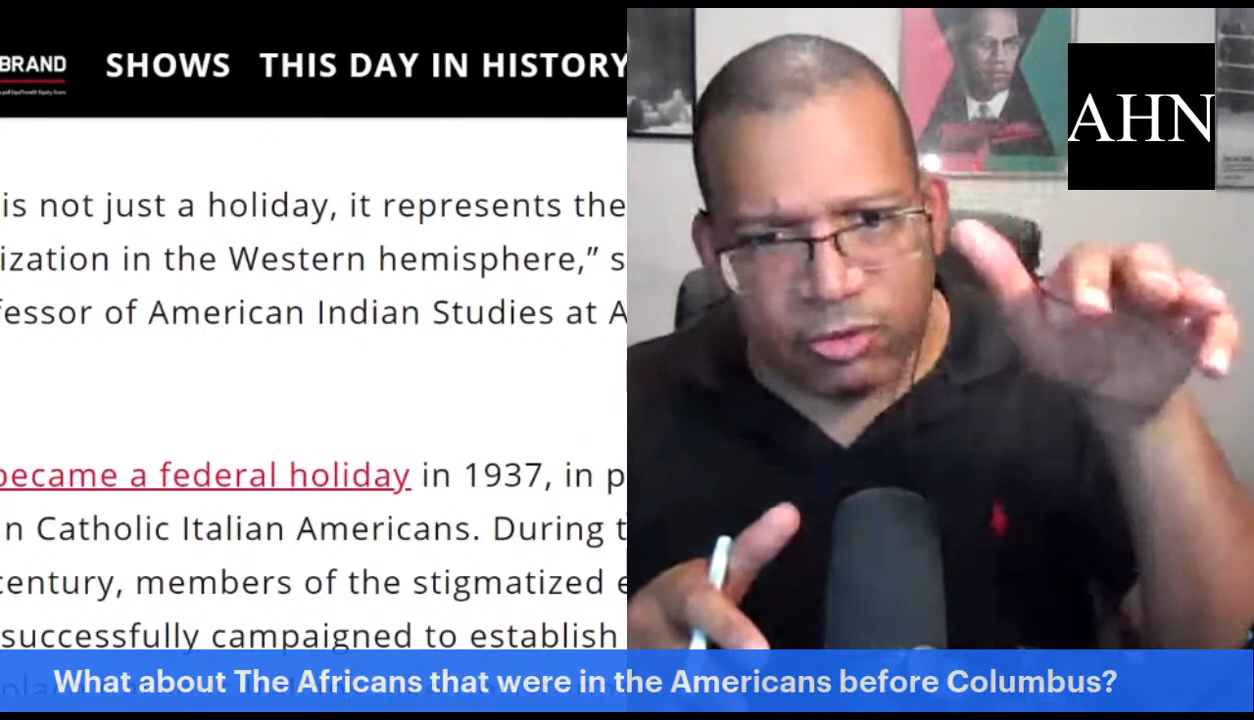 BRAND
SHOWS THIS DAY IN HISTORY
AHN
is not just a holiday, it represents the
ization in the Western hemisphere,” s
fessor of American Indian Studies at A
became a federal holiday in 1937, in p
n Catholic Italian Americans. During t
century, members of the stigmatized e
successfully campaigned to establish
What about The Africans that were in the Americans before Columbus?